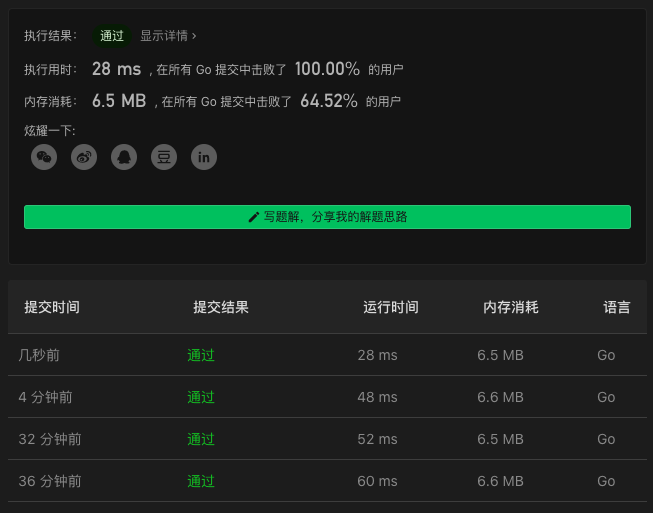 执行结果： 通过 显示详情 ›
执行用时： 28 ms , 在所有 Go 提交中击败了 100.00% 的用户
内存消耗： 6.5 MB , 在所有 Go 提交中击败了 64.52% 的用户
炫耀一下:
豆 in
写题解，分享我的解题思路
提交时间 提交结果 运行时间 内存消耗 语言
几秒前 通过 28 ms 6.5 MB Go
4 分钟前 通过 48 ms 6.6 MB Go
32 分钟前 通过 52 ms 6.5 MB Go
36 分钟前 通过 60 ms 6.6 MB Go